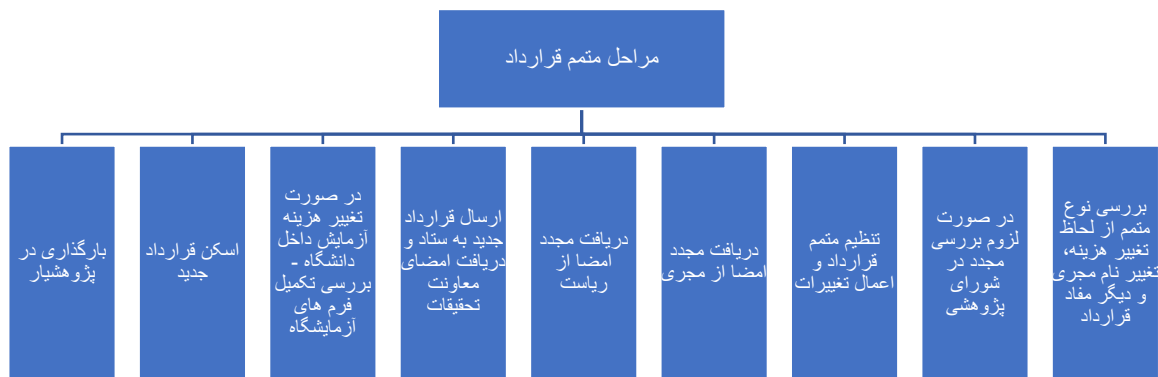 مراحل متمم قرارداد
بررسی نوع
متمم از لحاظ
تغییر هزینه،
تغییر نام مجری
و دیگر مفاد
قرارداد
در صورت
لزوم بررسی
مجدد در
شورای
پژوهشی
تنظیم متمم
قرارداد و
اعمال تغییرات
دریافت مجدد
امضا از مجری
دریافت مجدد
امضا از
ریاست
ارسال قرارداد
جدید به ستاد و
دریافت امضای
معاونت
تحقیقات
در صورت
تغییر هزینه
آزمایش داخل
دانشگاه -
بررسی تکمیل
فرم های
آزمایشگاه
اسکن قرارداد
جدید
بارگذاری در
پژوهشیار